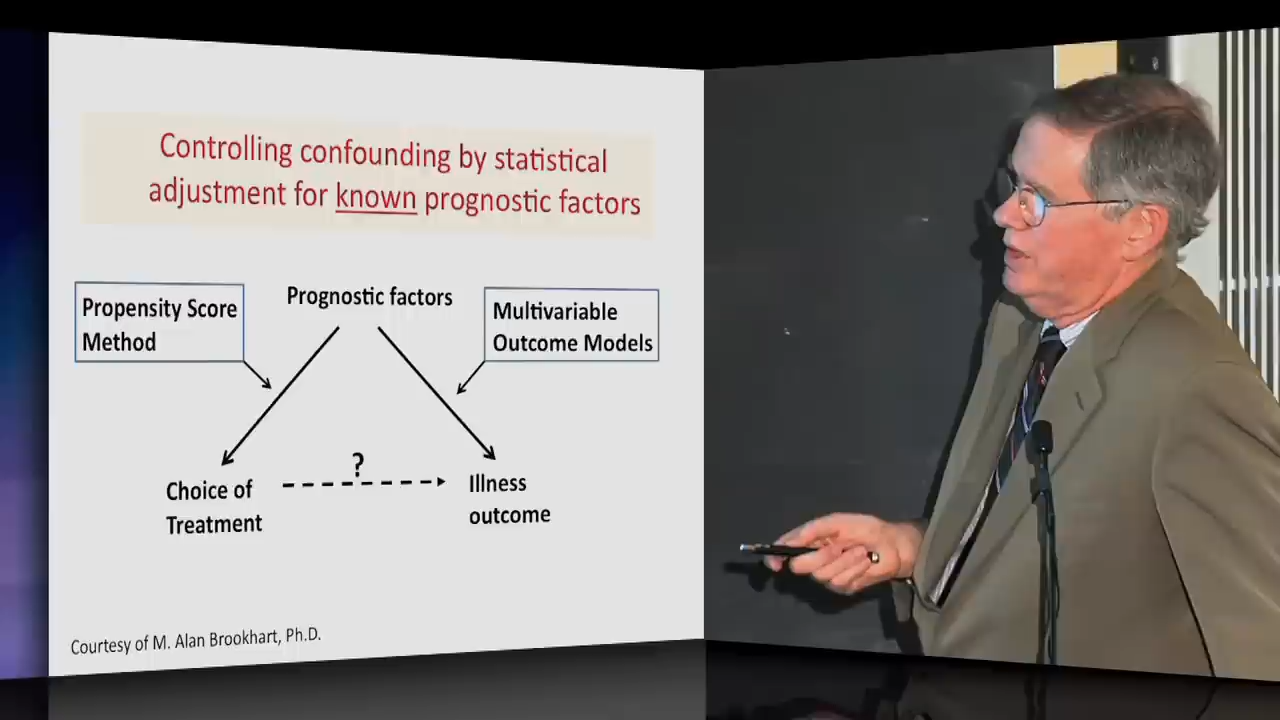 Controlling confounding by statistical
adjustment for known prognostic factors
Propensity Score
Method
Prognostic factors
Multivariable
Outcome Models
?
Choice of
Treatment
Illness
outcome
Courtesy of M. Alan Brookhart, Ph.D.